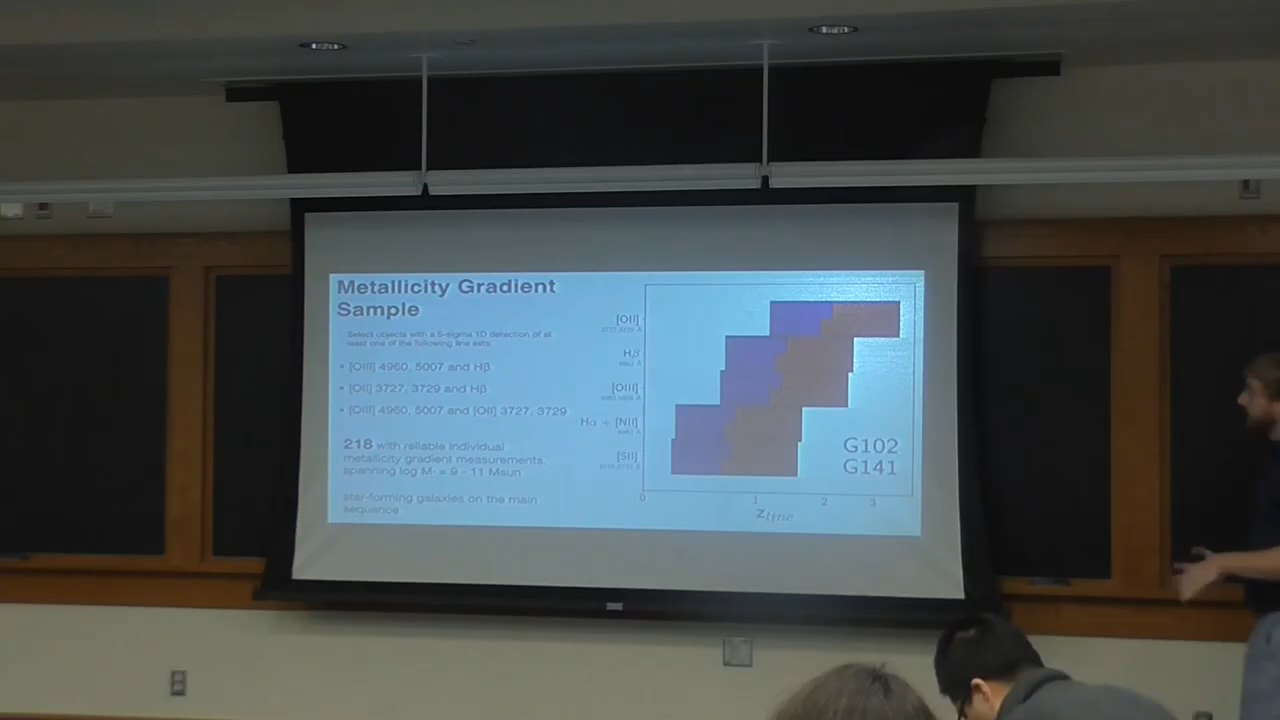 Metallicity Gradient
Sample
Select objects with a 5-sigma 1D detection of at
least one of the following line sets:
• [OIII] 4960, 5007 and Hβ
• [OII] 3727, 3729 and Hβ
• [OIII] 4960, 5007 and [OII] 3727, 3729
218 with reliable individual
metallicity gradient measurements,
spanning log M* = 9 - 11 Msun
star-forming galaxies on the main
sequence
[OII]
Hβ
[OIII]
Hα + [NII]
[SII]
G102
G141
0 1 2 3
z_line